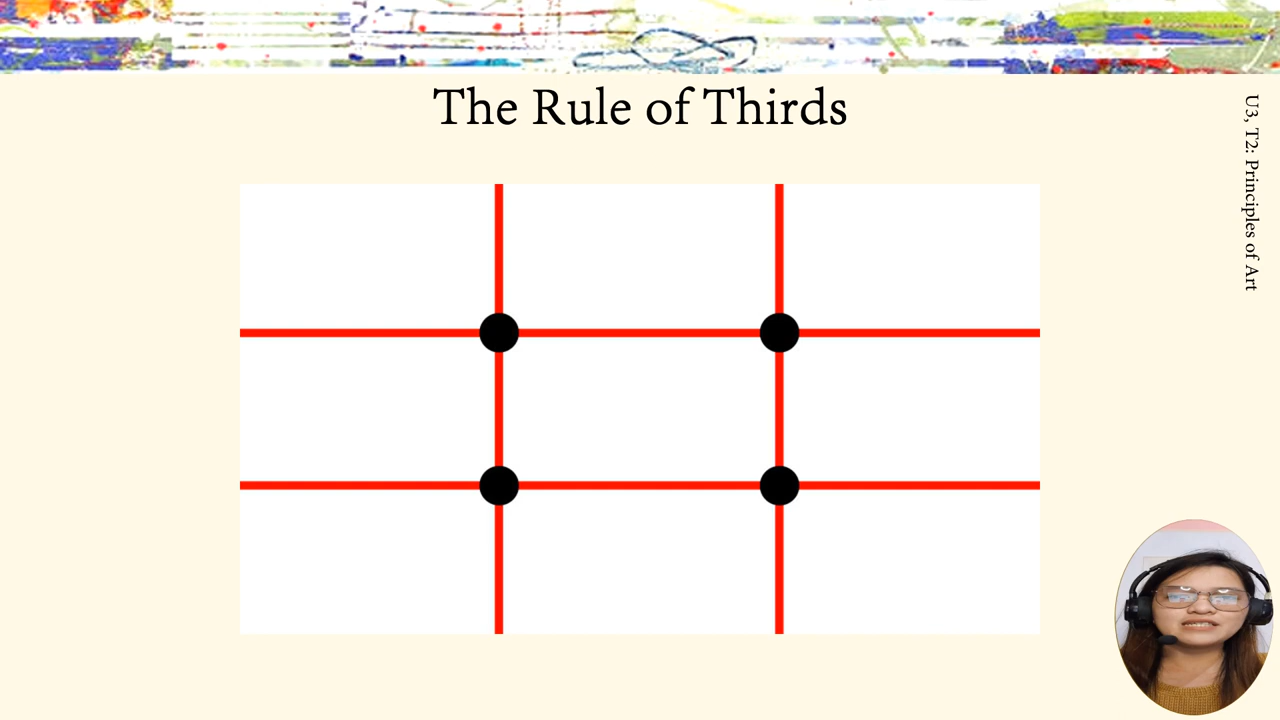 The Rule of Thirds
U3, T2: Principles of Art